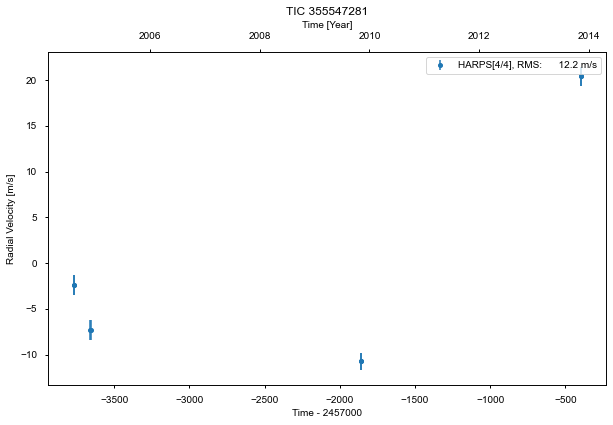 TIC 355547281
Time [Year]
2006 2008 2010 2012 2014
HARPS[4/4], RMS: 12.2 m/s
20
15
10
5
0
−5
−10
Radial Velocity [m/s]
−3500 −3000 −2500 −2000 −1500 −1000 −500
Time - 2457000